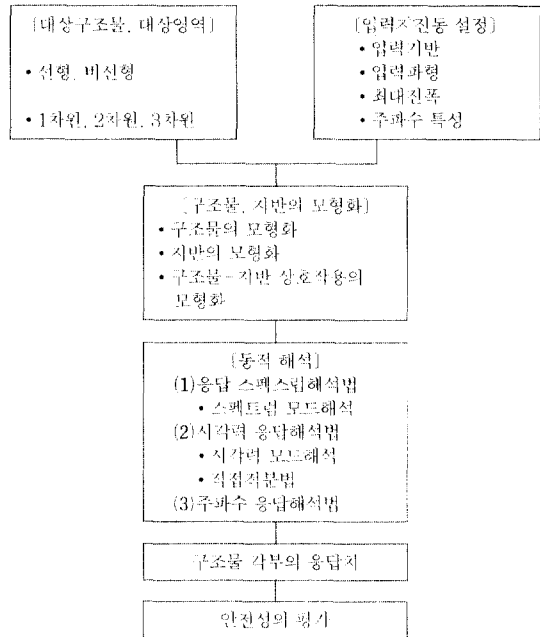 [대상구조물, 대상영역]
• 선형, 비선형
• 1차원, 2차원, 3차원
[입력지진동 설정]
• 입력기반
• 입력파형
• 최대진폭
• 주파수 특성
[구조물, 지반의 모형화]
• 구조물의 모형화
• 지반의 모형화
• 구조물-지반 상호작용의
모형화
[동적 해석]
(1)응답 스펙스럼해석법
• 스펙트럼 모드해석
(2)시각력 응답해석법
• 시각력 모드해석
• 직접적분법
(3)주파수 응답해석법
구조물 각부의 응답치
안전성의 평가